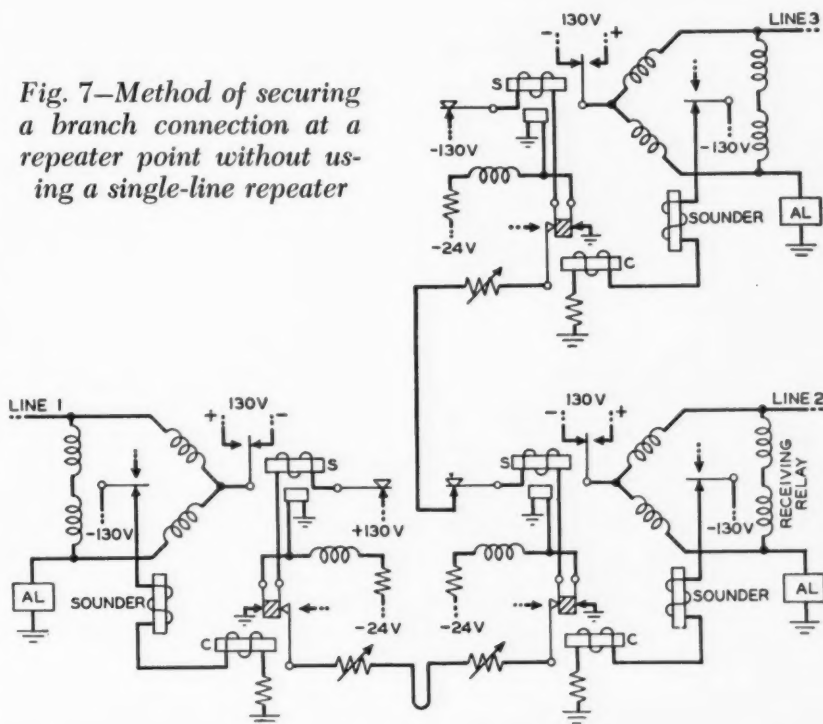 Fig. 7—Method of securing
a branch connection at a
repeater point without us-
ing a single-line repeater
130V
− +
LINE 3
S
-130V
-130V
-24V
SOUNDER
AL
C
LINE 1
+ 130V −
S
-130V
+130V
AL
SOUNDER
-24V
C
130V
− +
LINE 2
S
-130V
RECEIVING
RELAY
-24V
SOUNDER
AL
C